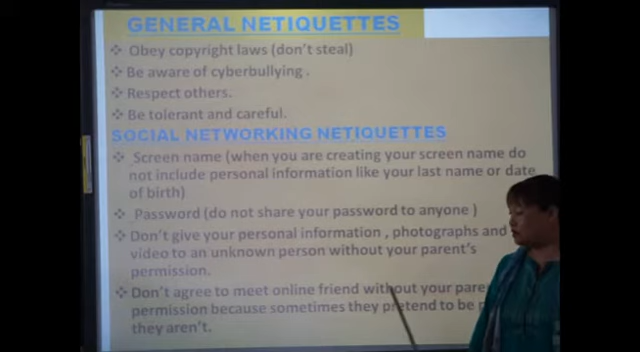 GENERAL NETIQUETTES
❖ Obey copyright laws (don't steal)
❖ Be aware of cyberbullying .
❖ Respect others.
❖ Be tolerant and careful.
SOCIAL NETWORKING NETIQUETTES
❖ Screen name (when you are creating your screen name do
not include personal information like your last name or date
of birth)
❖ Password (do not share your password to anyone )
❖ Don't give your personal information , photographs and
video to an unknown person without your parent's
permission.
❖ Don't agree to meet online friend without your
permission because sometimes they pretend to be
they aren't.